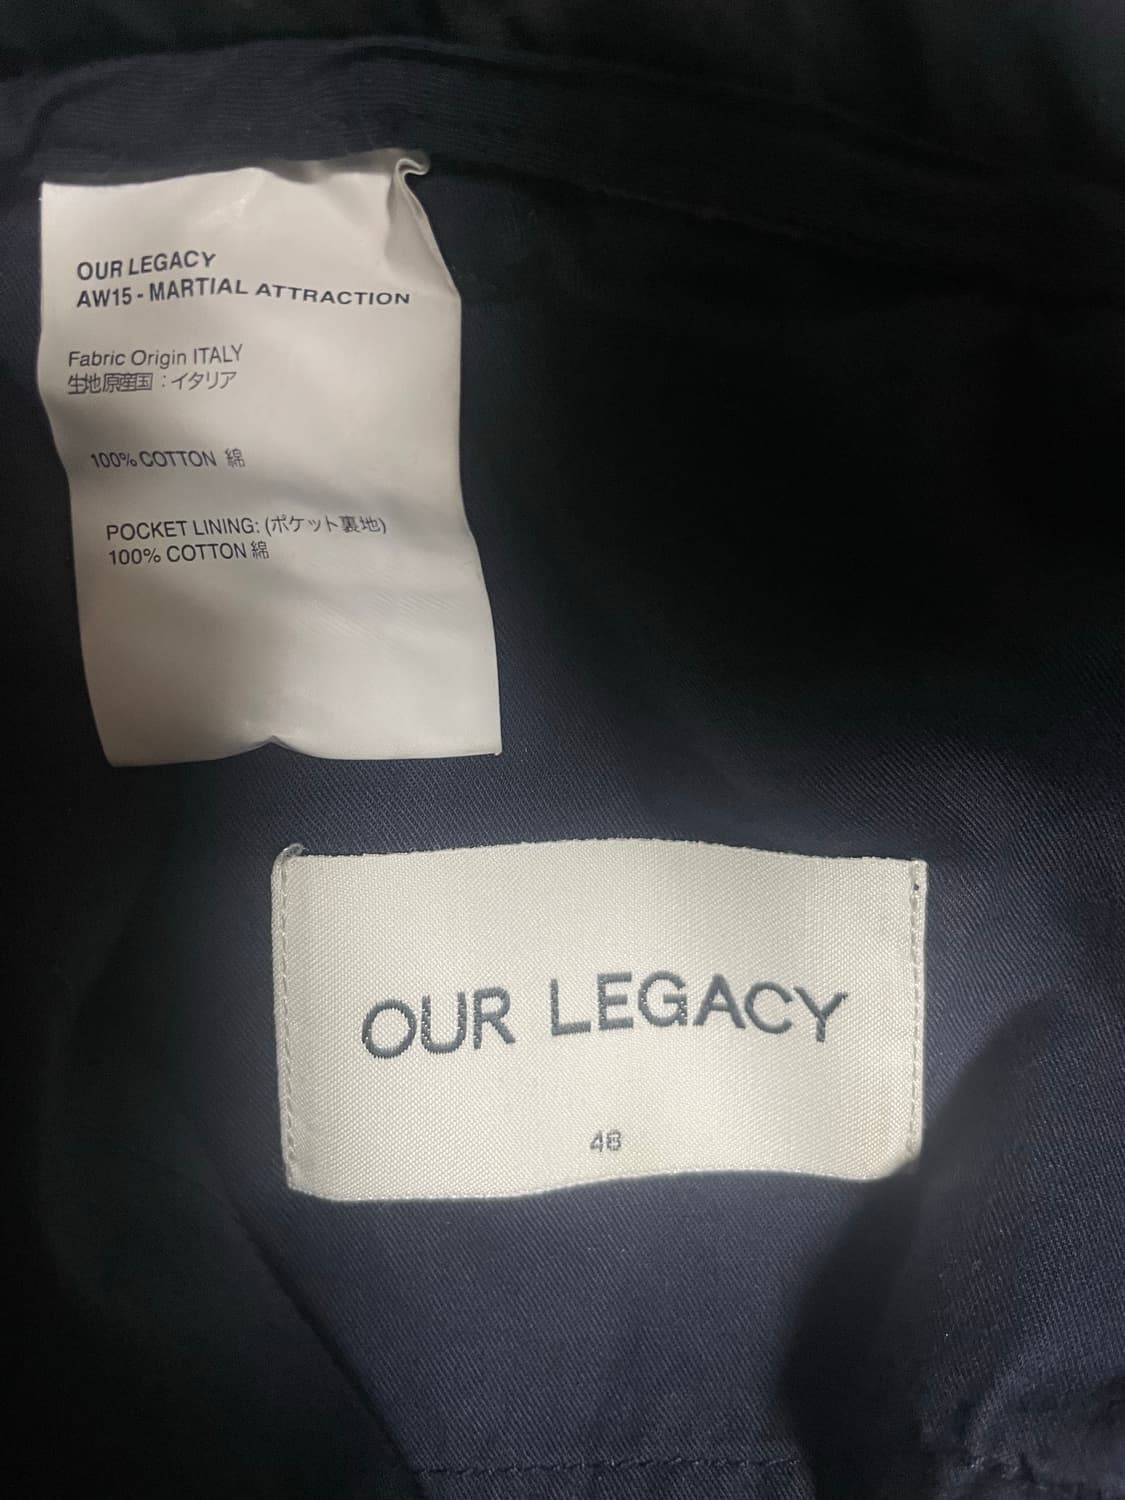 OUR LEGACY
AW15 - MARTIAL ATTRACTION
Fabric Origin ITALY
生地原産国：イタリア
100% COTTON 綿
POCKET LINING: (ポケット裏地)
100% COTTON 綿
OUR LEGACY
48